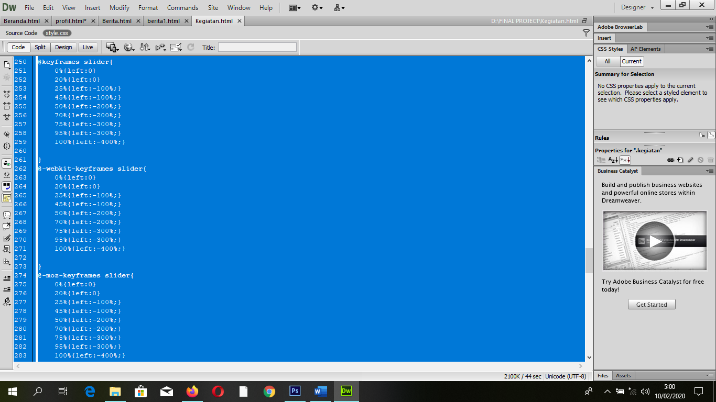 Dw File Edit View Insert Modify Format Commands Site Window Help Designer
Beranda.html × profil.html* × Berita.html × berita1.html × Kegiatan.html × D:\FINAL PROJECT\Kegiatan.html
Source Code style.css
Code Split Design Live Title:
250 @keyframes slider{
251 0%{left:0}
252 20%{left:0}
253 25%{left:-100%;}
254 45%{left:-100%;}
255 50%{left:-200%;}
256 70%{left:-200%;}
257 75%{left:-300%;}
258 95%{left:-300%;}
259 100%{left:-400%;}
260
261 }
262 @-webkit-keyframes slider{
263 0%{left:0}
264 20%{left:0}
265 25%{left:-100%;}
266 45%{left:-100%;}
267 50%{left:-200%;}
268 70%{left:-200%;}
269 75%{left:-300%;}
270 95%{left:-300%;}
271 100%{left:-400%;}
272
273 }
274 @-moz-keyframes slider{
275 0%{left:0}
276 20%{left:0}
277 25%{left:-100%;}
278 45%{left:-100%;}
279 50%{left:-200%;}
280 70%{left:-200%;}
281 75%{left:-300%;}
282 95%{left:-300%;}
283 100%{left:-400%;}
2100K / 44 sec Unicode (UTF-8)
Adobe BrowserLab
Insert
CSS Styles AP Elements
All Current
Summary for Selection
No CSS properties apply to the current
selection. Please select a styled element to
see which CSS properties apply.
Rules
Properties for ".kegiatan"
Business Catalyst
Build and publish business websites
and powerful online stores within
Dreamweaver.
Try Adobe Business Catalyst for free
today!
Get Started
Files Assets
3:00
10/02/2020